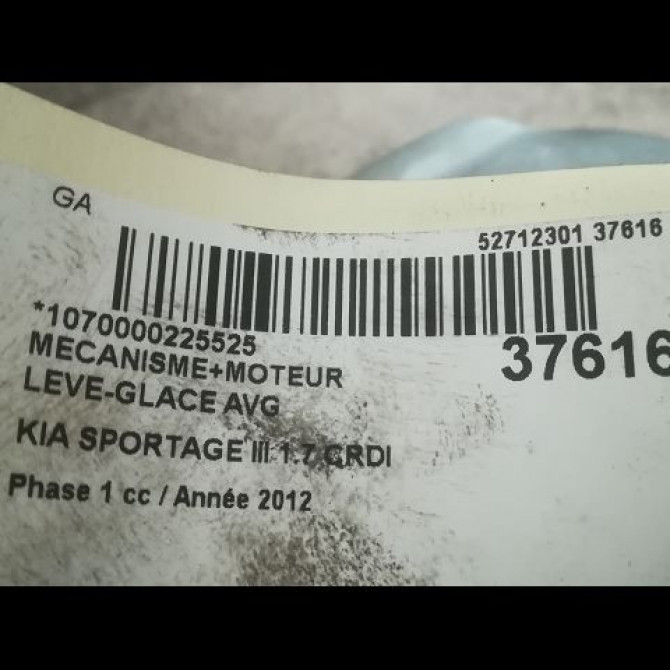 GA
52712301 37616
*1070000225525
37616
MECANISME+MOTEUR
LEVE-GLACE AVG
KIA SPORTAGE III 1.7 CRDI
Phase 1 cc / Année 2012